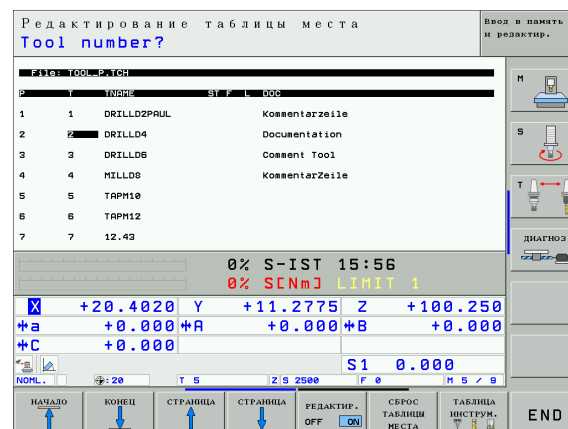 Редактирование таблицы места
Tool number?
Ввод в память
и редактир.
File: TOOL_P.TCH
P T TNAME ST F L DOC
1 1 DRILLD2PAUL Kommentarzeile
2 2 DRILLD4 Documentation
3 3 DRILLD6 Comment Tool
4 4 MILLD8 KommentarZeile
5 5 TAPM10
6 6 TAPM12
7 7 12.43
M
S
T
ДИАГНОЗ
0% S-IST 15:56
0% S[Nm] LIMIT 1
X +20.4020 Y +11.2775 Z +100.250
a +0.000 A +0.000 B +0.000
C +0.000
S1 0.000
NOML. : 20 T 5 Z S 2500 F 0 M 5 / 9
НАЧАЛО
КОНЕЦ
СТРАНИЦА
СТРАНИЦА
РЕДАКТИР.
OFF ON
СБРОС
ТАБЛИЦЫ
МЕСТА
ТАБЛИЦА
ИНСТРУМ.
END